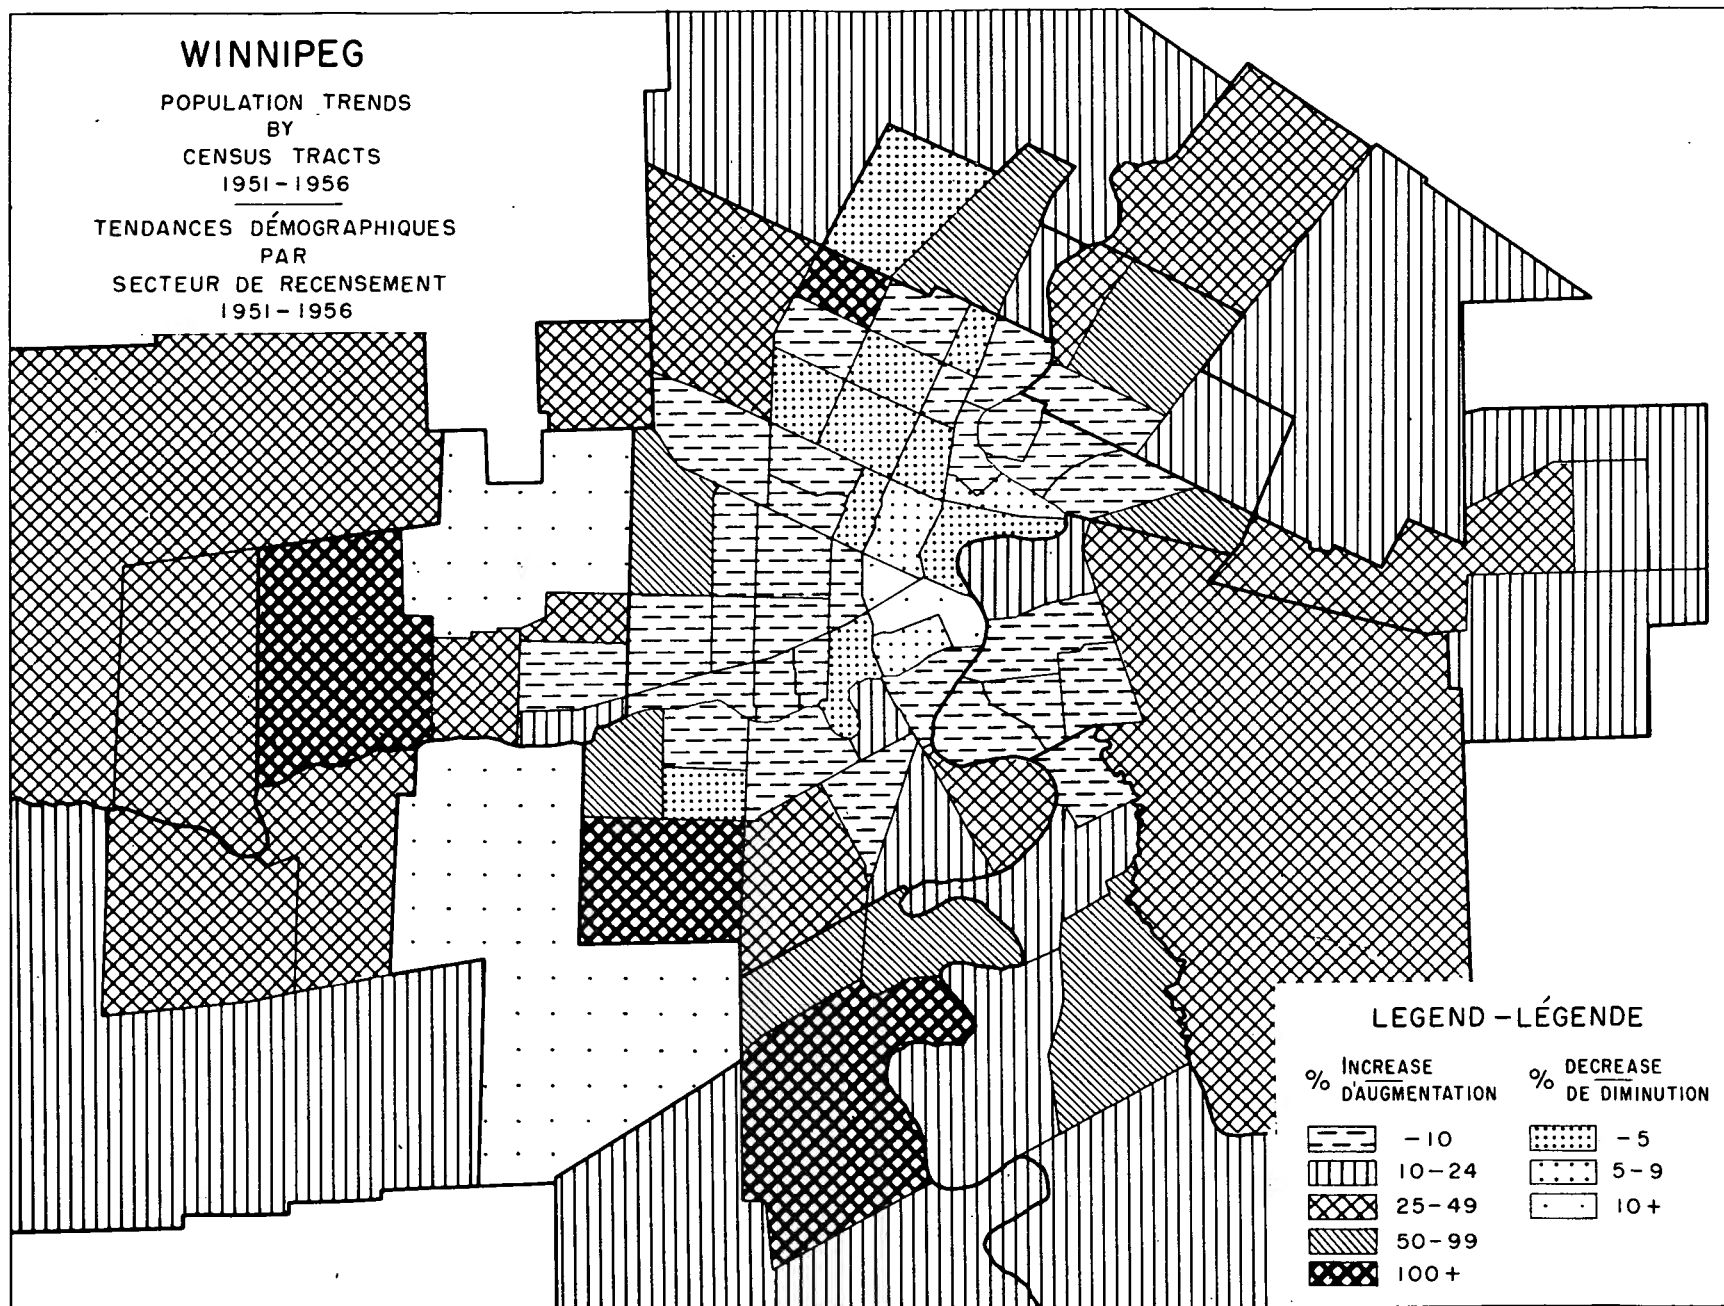 WINNIPEG
POPULATION TRENDS
BY
CENSUS TRACTS
1951-1956
TENDANCES DÉMOGRAPHIQUES
PAR
SECTEUR DE RECENSEMENT
1951-1956
LEGEND-LÉGENDE
% INCREASE
D'AUGMENTATION
-10
10-24
25-49
50-99
100+
% DECREASE
DE DIMINUTION
-5
5-9
10+